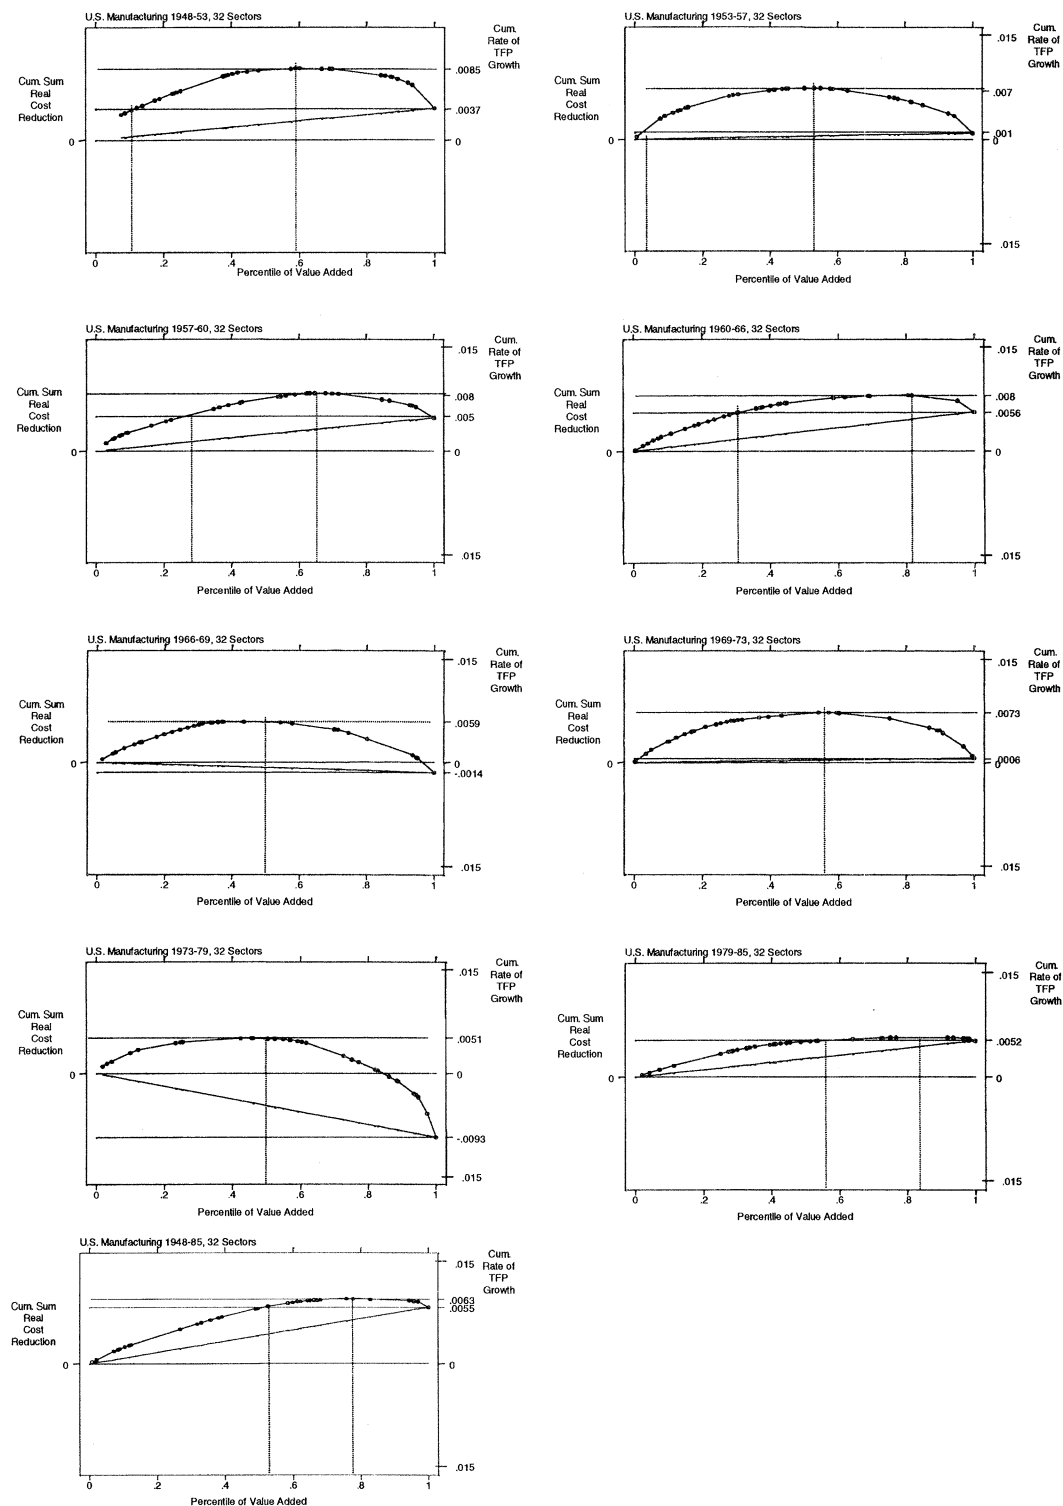 U.S. Manufacturing 1948-53, 32 Sectors
Cum.
Rate of
TFP
Growth
Cum. Sum
Real
Cost
Reduction
.0085
.0037
0
0
0 .2 .4 .6 .8 1
Percentile of Value Added
U.S. Manufacturing 1953-57, 32 Sectors
Cum.
Rate of
TFP
Growth
Cum. Sum
Real
Cost
Reduction
.015
.007
.001
0
0
.015
0 .2 .4 .6 .8 1
Percentile of Value Added
U.S. Manufacturing 1957-60, 32 Sectors
Cum.
Rate of
TFP
Growth
Cum. Sum
Real
Cost
Reduction
.015
.008
.005
0
0
.015
0 .2 .4 .6 .8 1
Percentile of Value Added
U.S. Manufacturing 1960-66, 32 Sectors
Cum.
Rate of
TFP
Growth
Cum. Sum
Real
Cost
Reduction
.015
.008
.0056
0
0
.015
0 .2 .4 .6 .8 1
Percentile of Value Added
U.S. Manufacturing 1966-69, 32 Sectors
Cum.
Rate of
TFP
Growth
Cum. Sum
Real
Cost
Reduction
.015
.0059
0
0
-.0014
.015
0 .2 .4 .6 .8 1
Percentile of Value Added
U.S. Manufacturing 1969-73, 32 Sectors
Cum.
Rate of
TFP
Growth
Cum. Sum
Real
Cost
Reduction
.015
.0073
.0006
0
0
.015
0 .2 .4 .6 .8 1
Percentile of Value Added
U.S. Manufacturing 1973-79, 32 Sectors
Cum.
Rate of
TFP
Growth
Cum. Sum
Real
Cost
Reduction
.015
.0051
0
0
-.0093
.015
0 .2 .4 .6 .8 1
Percentile of Value Added
U.S. Manufacturing 1979-85, 32 Sectors
Cum.
Rate of
TFP
Growth
Cum. Sum
Real
Cost
Reduction
.015
.0052
0
0
.015
0 .2 .4 .6 .8 1
Percentile of Value Added
U.S. Manufacturing 1948-85, 32 Sectors
Cum.
Rate of
TFP
Growth
Cum. Sum
Real
Cost
Reduction
.015
.0063
.0055
0
0
.015
0 .2 .4 .6 .8 1
Percentile of Value Added